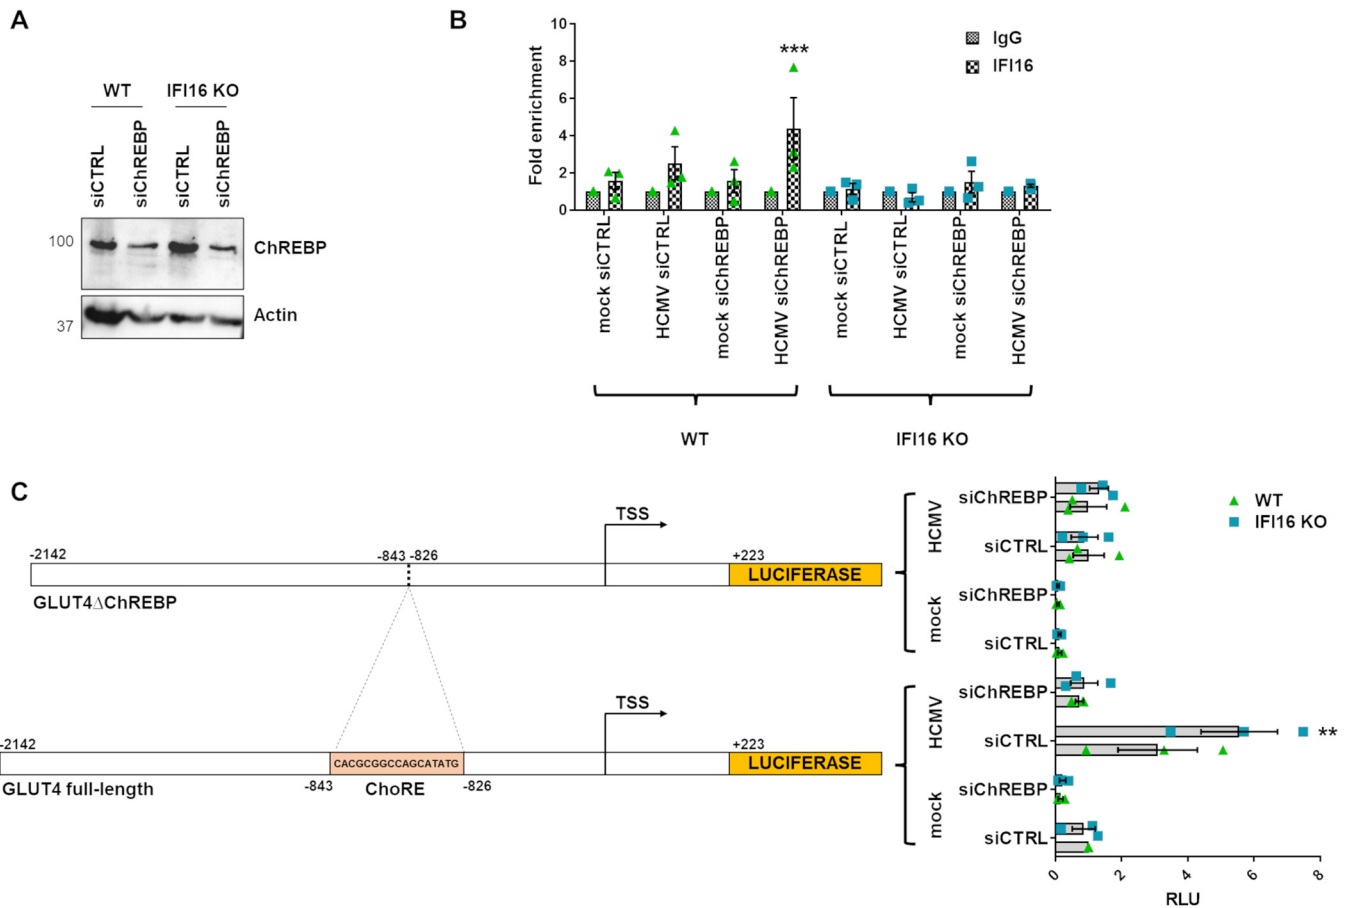 A
WT IFI16 KO
siCTRL siChREBP siCTRL siChREBP
100 ChREBP
37 Actin
B
Fold enrichment
10
8
6
4
2
0
***
IgG
IFI16
mock siCTRL HCMV siCTRL mock siChREBP HCMV siChREBP mock siCTRL HCMV siCTRL mock siChREBP HCMV siChREBP
WT IFI16 KO
C
-2142 -843 -826 TSS +223
LUCIFERASE
GLUT4ΔChREBP
-2142 TSS +223
CACGCGGCCAGCATATG LUCIFERASE
GLUT4 full-length -843 ChoRE -826
HCMV
mock
HCMV
mock
siChREBP
siCTRL
siChREBP
siCTRL
siChREBP
siCTRL **
siChREBP
siCTRL
0 2 4 6 8
RLU
WT
IFI16 KO